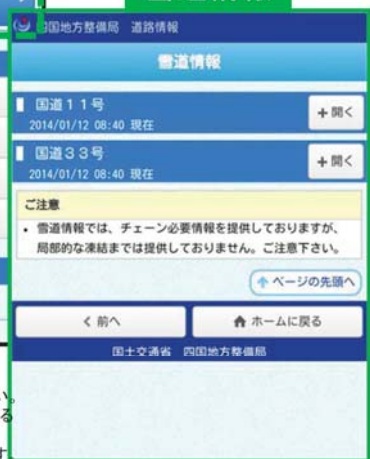 四国地方整備局 道路情報
雪道情報
国道11号
2014/01/12 08:40 現在
+開く
国道33号
2014/01/12 08:40 現在
+開く
ご注意
・ 雪道情報では、チェーン必要情報を提供しておりますが、
局部的な凍結までは提供しておりません。ご注意下さい。
ページの先頭へ
く 前へ
ホームに戻る
国土交通省 四国地方整備局
い。
る
す